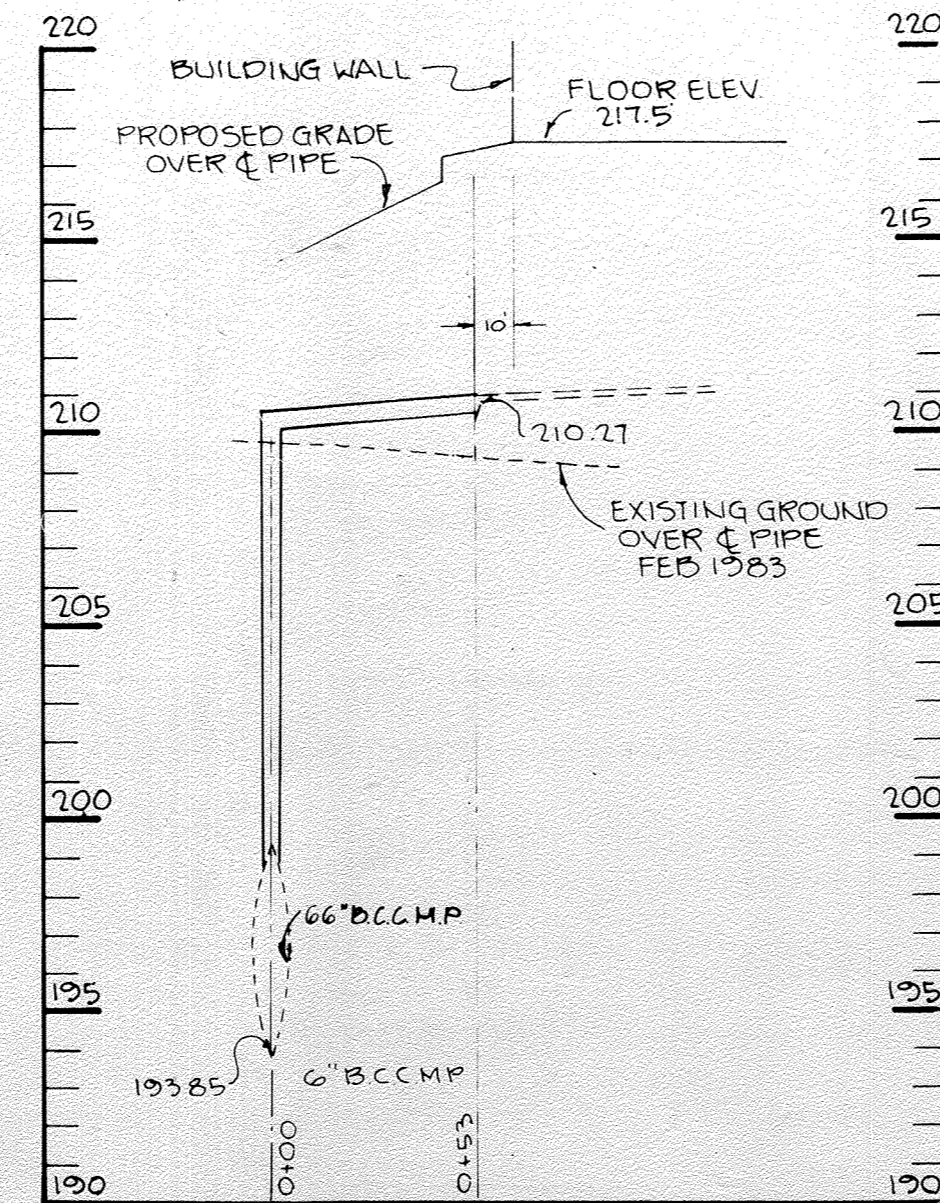 220
220
BUILDING WALL
FLOOR ELEV.
217.5'
PROPOSED GRADE
OVER ℄ PIPE
215
215
10'
210
210
210.27
EXISTING GROUND
OVER ℄ PIPE
FEB 1983
205
205
200
200
66" B.C.C.M.P
195
195
193.85
6" B.C.C.M.P
0+00
0+53
190
190